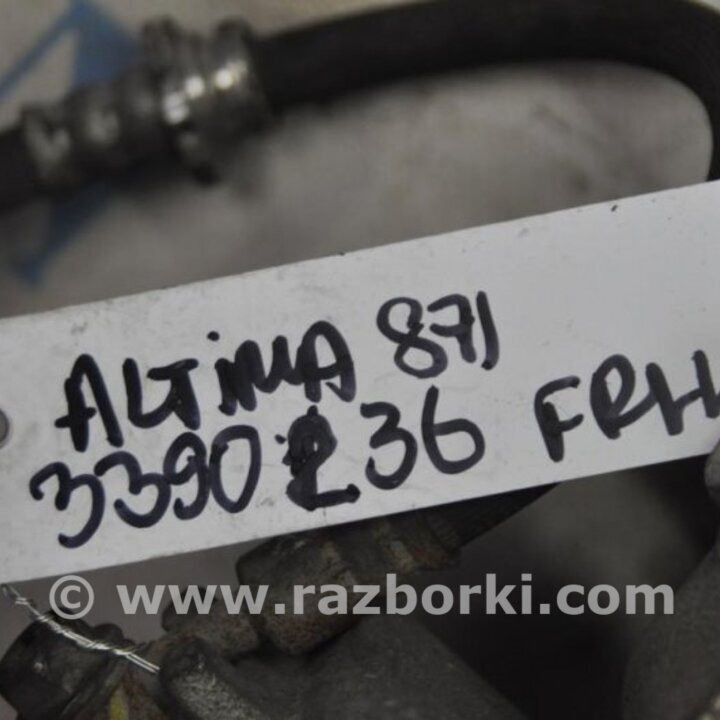 ALTIMA 871
3390236 FRH
© www.razborki.com